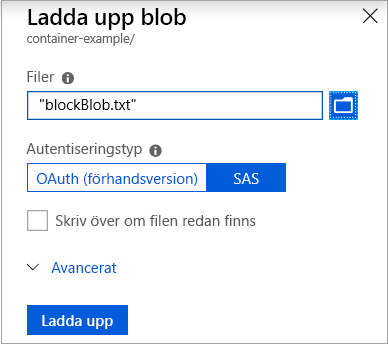 Ladda upp blob
container-example/
Filer
"blockBlob.txt"
Autentiseringstyp
OAuth (förhandsversion) SAS
Skriv över om filen redan finns
Avancerat
Ladda upp